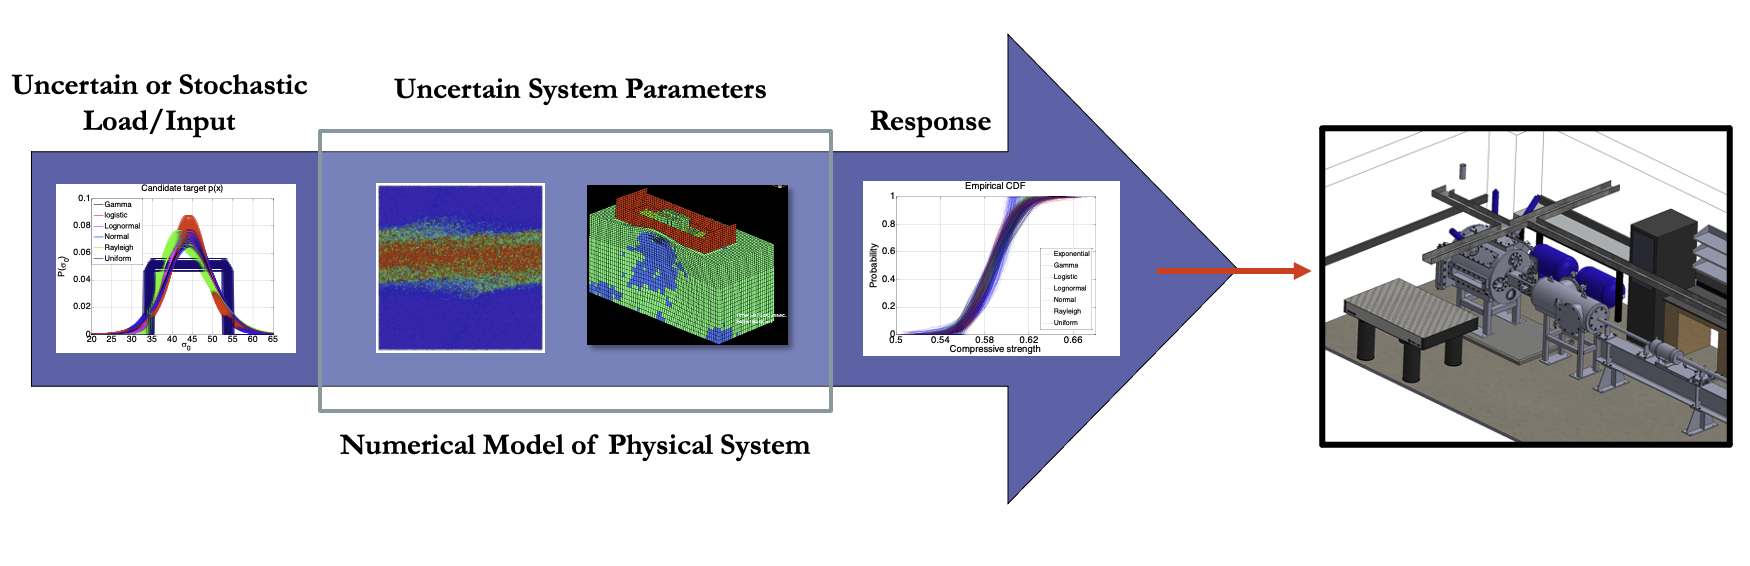 Uncertain or Stochastic
Load/Input
Uncertain System Parameters
Response
Candidate target p(x)
0.1
0.08
0.06
0.04
0.02
0
Gamma
logistic
Lognormal
Normal
Rayleigh
Uniform
P(σ₀)
20 25 30 35 40 45 50 55 60 65
σ₀
Empirical CDF
1
0.8
0.6
0.4
0.2
0
Probability
Exponential
Gamma
Logistic
Lognormal
Normal
Rayleigh
Uniform
0.5 0.54 0.58 0.62 0.66
Compressive strength
Numerical Model of Physical System